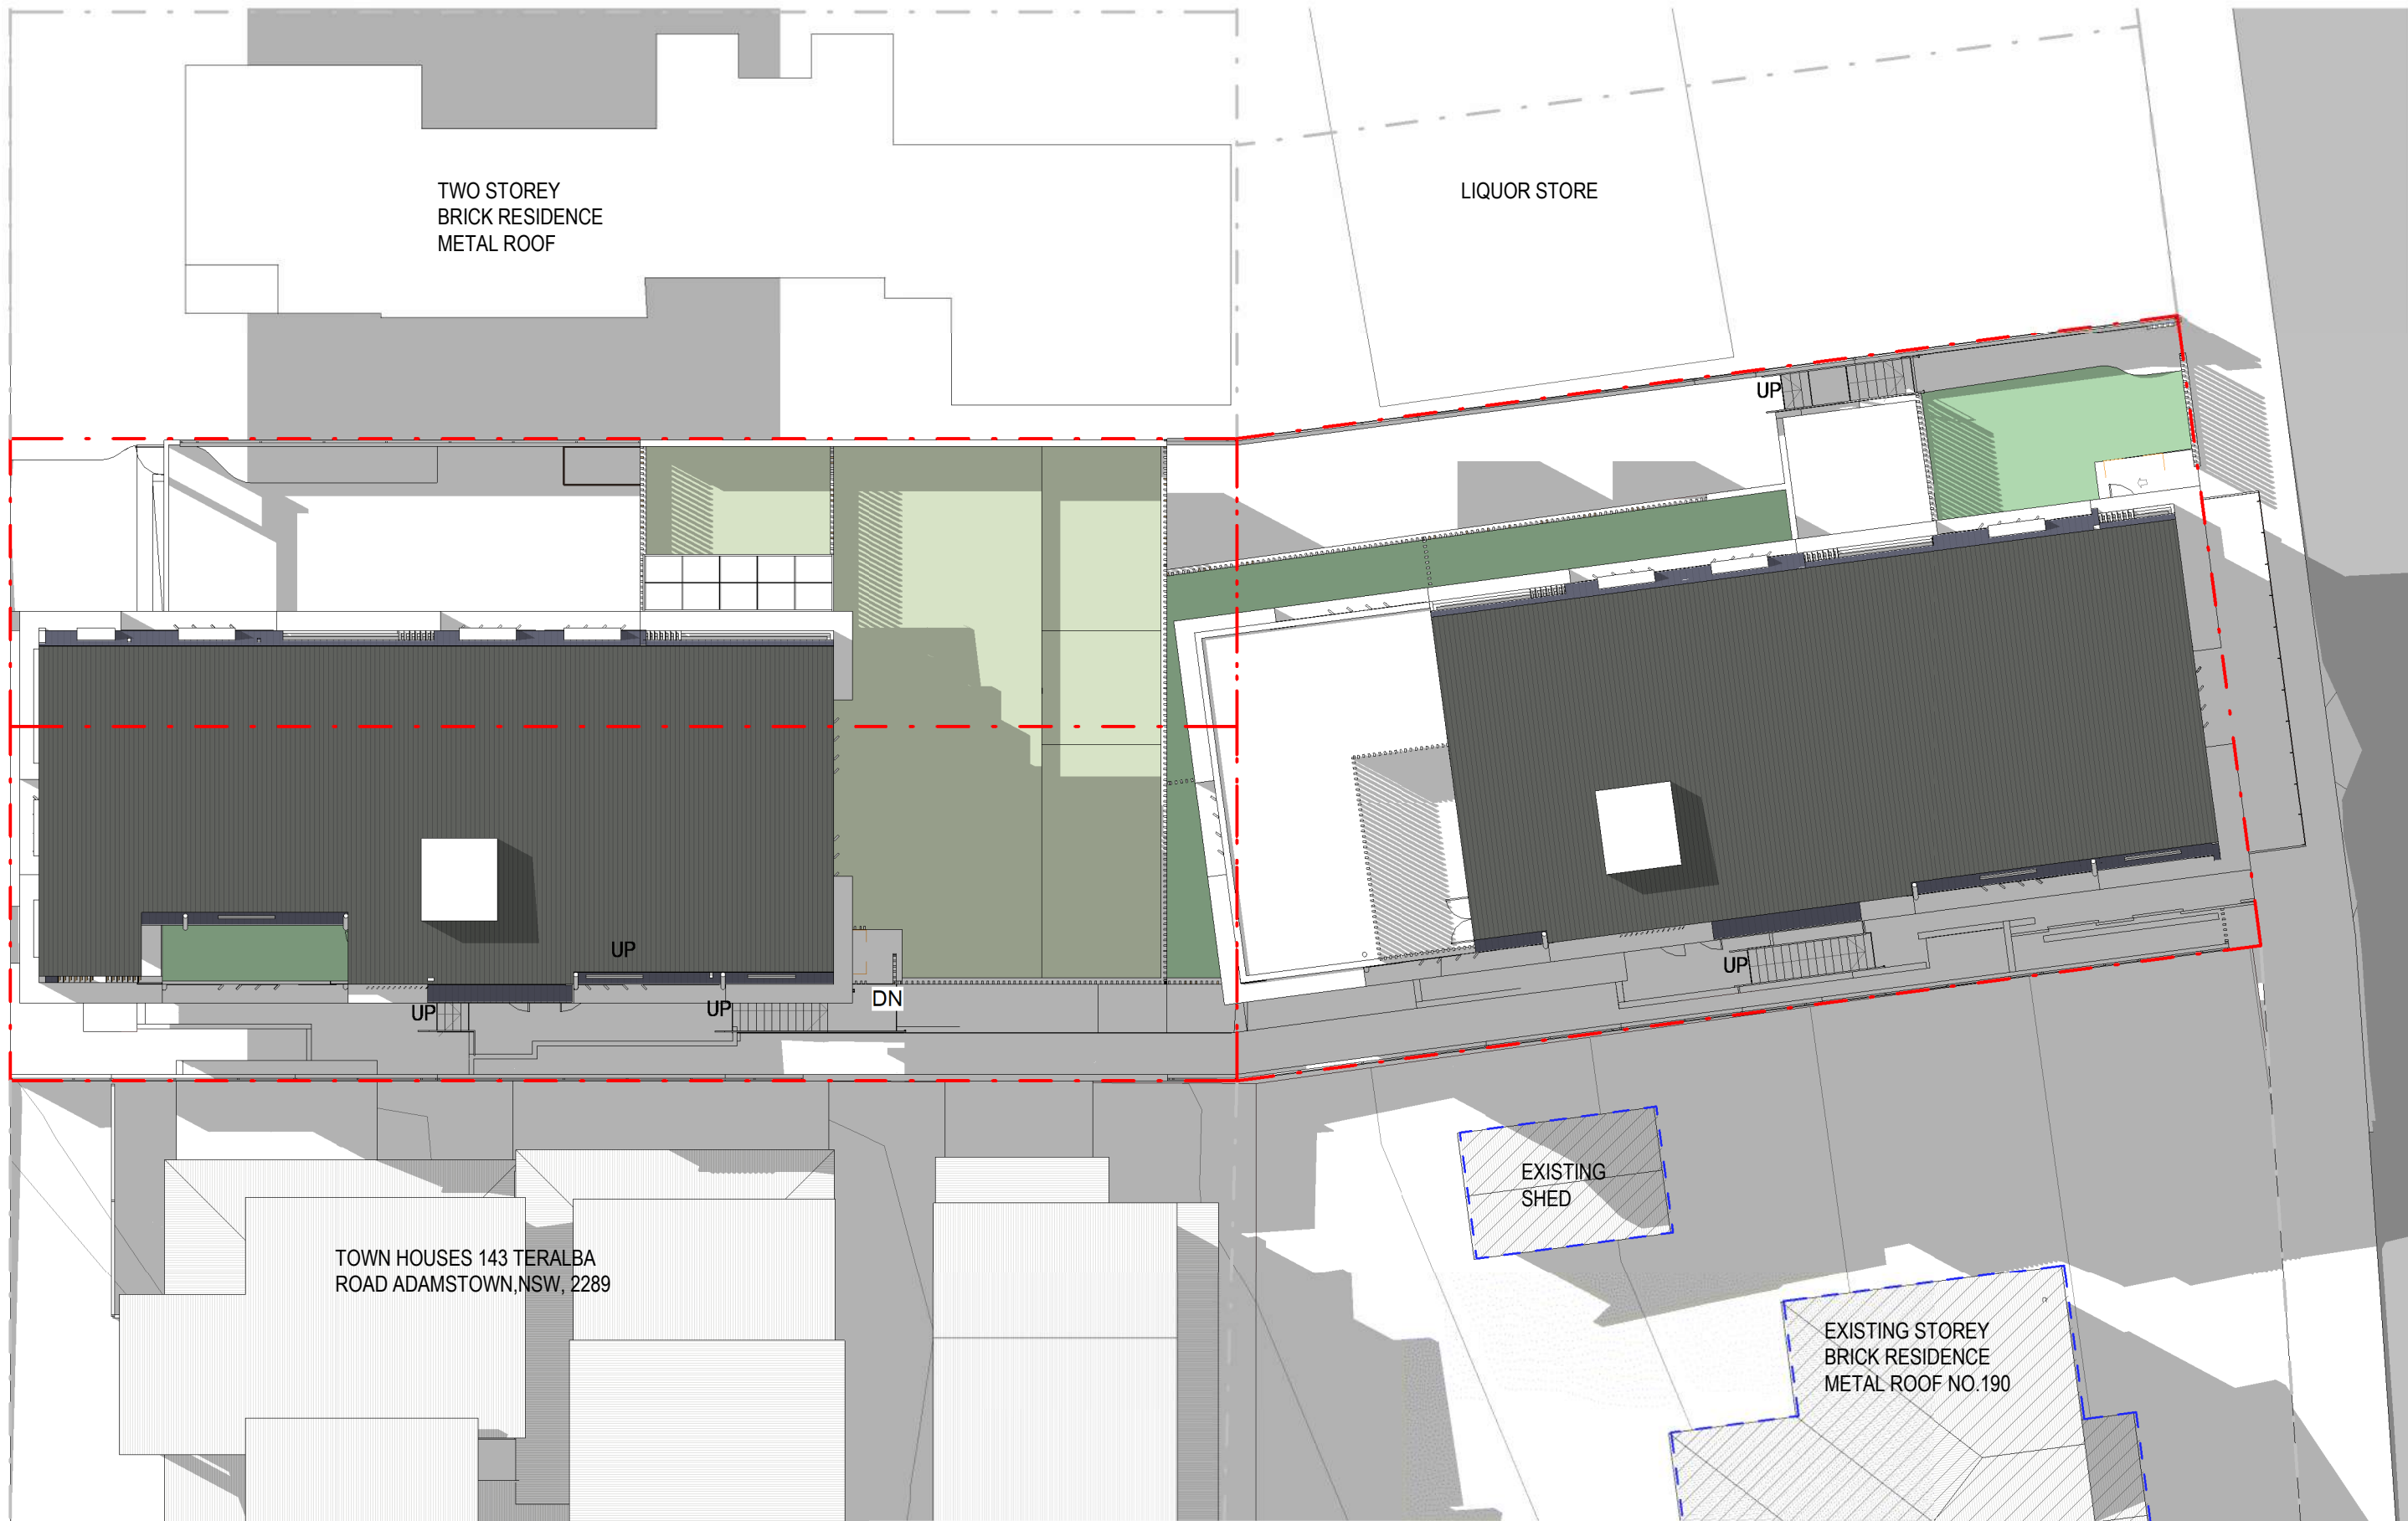 TWO STOREY
BRICK RESIDENCE
METAL ROOF
LIQUOR STORE
UP
UP
UP
UP
DN
UP
EXISTING
SHED
TOWN HOUSES 143 TERALBA
ROAD ADAMSTOWN,NSW, 2289
EXISTING STOREY
BRICK RESIDENCE
METAL ROOF NO.190